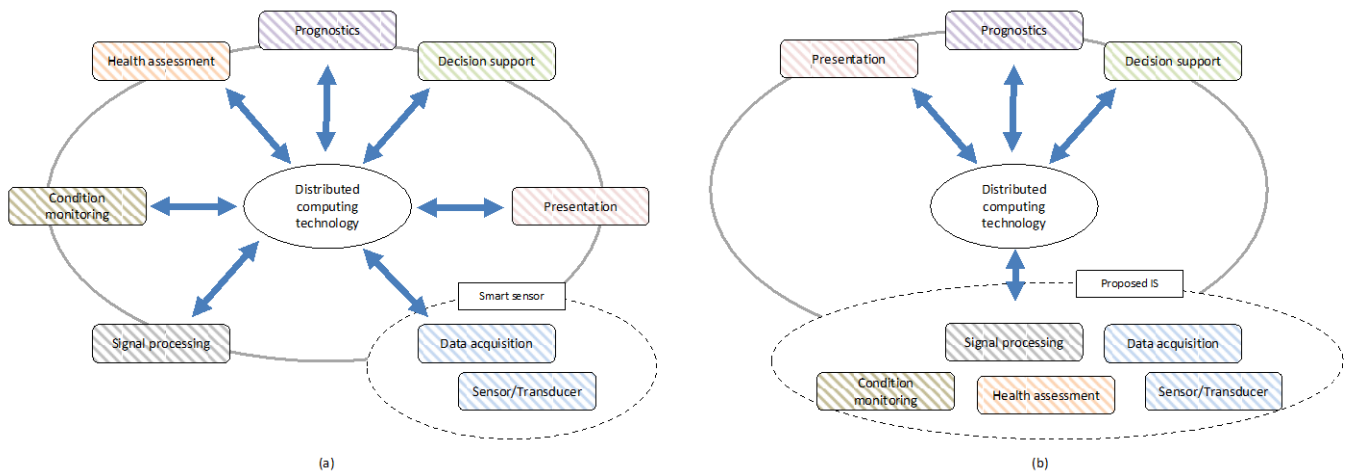 Prognostics
Health assessment
Decision support
Condition
monitoring
Distributed
computing
technology
Presentation
Smart sensor
Signal processing
Data acquisition
Sensor/Transducer
(a)
Prognostics
Presentation
Decision support
Distributed
computing
technology
Proposed IS
Signal processing
Data acquisition
Condition
monitoring
Health assessment
Sensor/Transducer
(b)